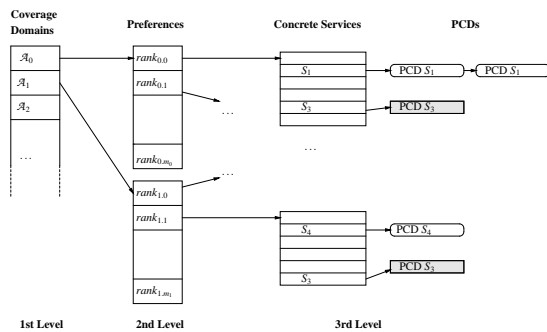 Coverage Domains Preferences Concrete Services PCDs
𝒜0 rank0.0
S1 PCD S1 PCD S1
𝒜1 rank0.1
𝒜2 S3 PCD S3
...
...
...
rank0.m0
...
rank1.0
rank1.1
S4 PCD S4
PCD S3
S3
rank1.m1
1st Level 2nd Level 3rd Level